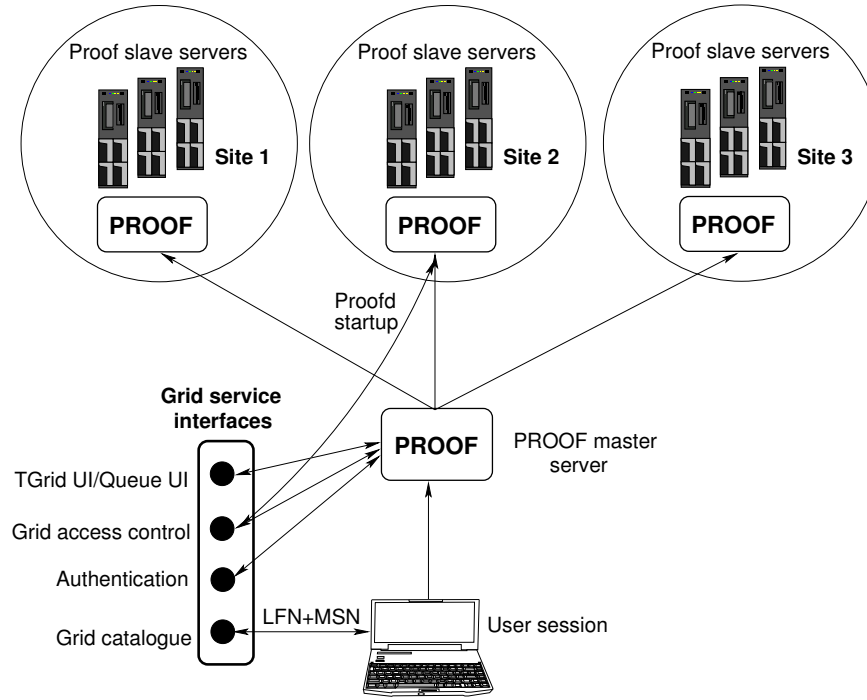 Proof slave servers
Proof slave servers
Proof slave servers
Site 1
Site 2
Site 3
PROOF
PROOF
PROOF
Proofd
startup
Grid service
interfaces
PROOF
PROOF master
server
TGrid UI/Queue UI
Grid access control
Authentication
Grid catalogue
LFN+MSN
User session